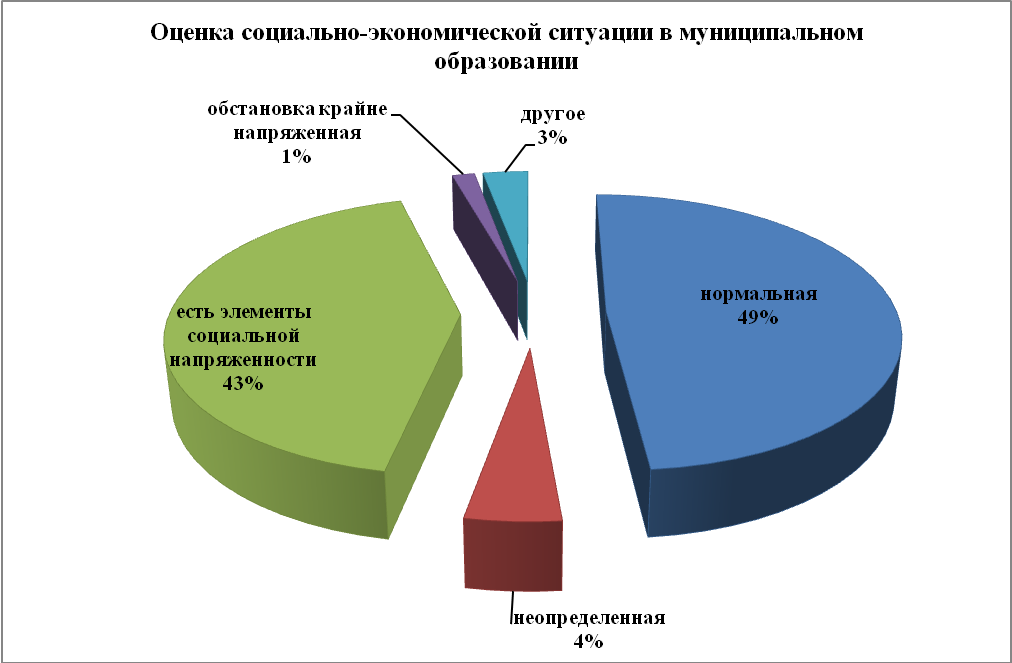 Оценка социально-экономической ситуации в муниципальном
образовании
обстановка крайне
напряженная
1%
другое
3%
нормальная
49%
есть элементы
социальной
напряженности
43%
неопределенная
4%